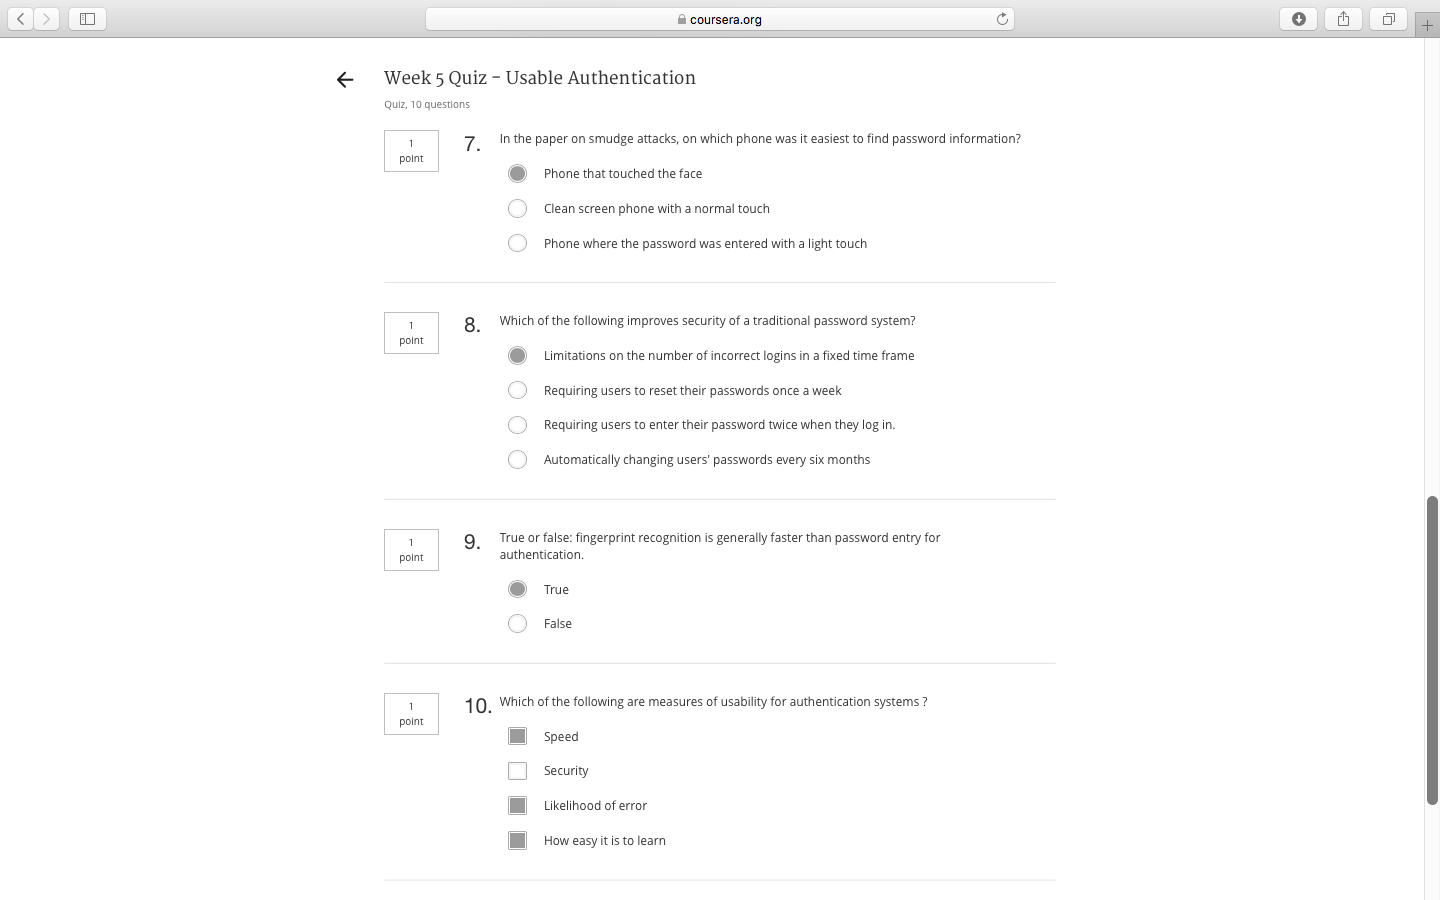 coursera.org
Week 5 Quiz - Usable Authentication
Quiz, 10 questions
1
point
7.
In the paper on smudge attacks, on which phone was it easiest to find password information?
Phone that touched the face
Clean screen phone with a normal touch
Phone where the password was entered with a light touch
1
point
8.
Which of the following improves security of a traditional password system?
Limitations on the number of incorrect logins in a fixed time frame
Requiring users to reset their passwords once a week
Requiring users to enter their password twice when they log in.
Automatically changing users' passwords every six months
1
point
9.
True or false: fingerprint recognition is generally faster than password entry for
authentication.
True
False
1
point
10.
Which of the following are measures of usability for authentication systems ?
Speed
Security
Likelihood of error
How easy it is to learn